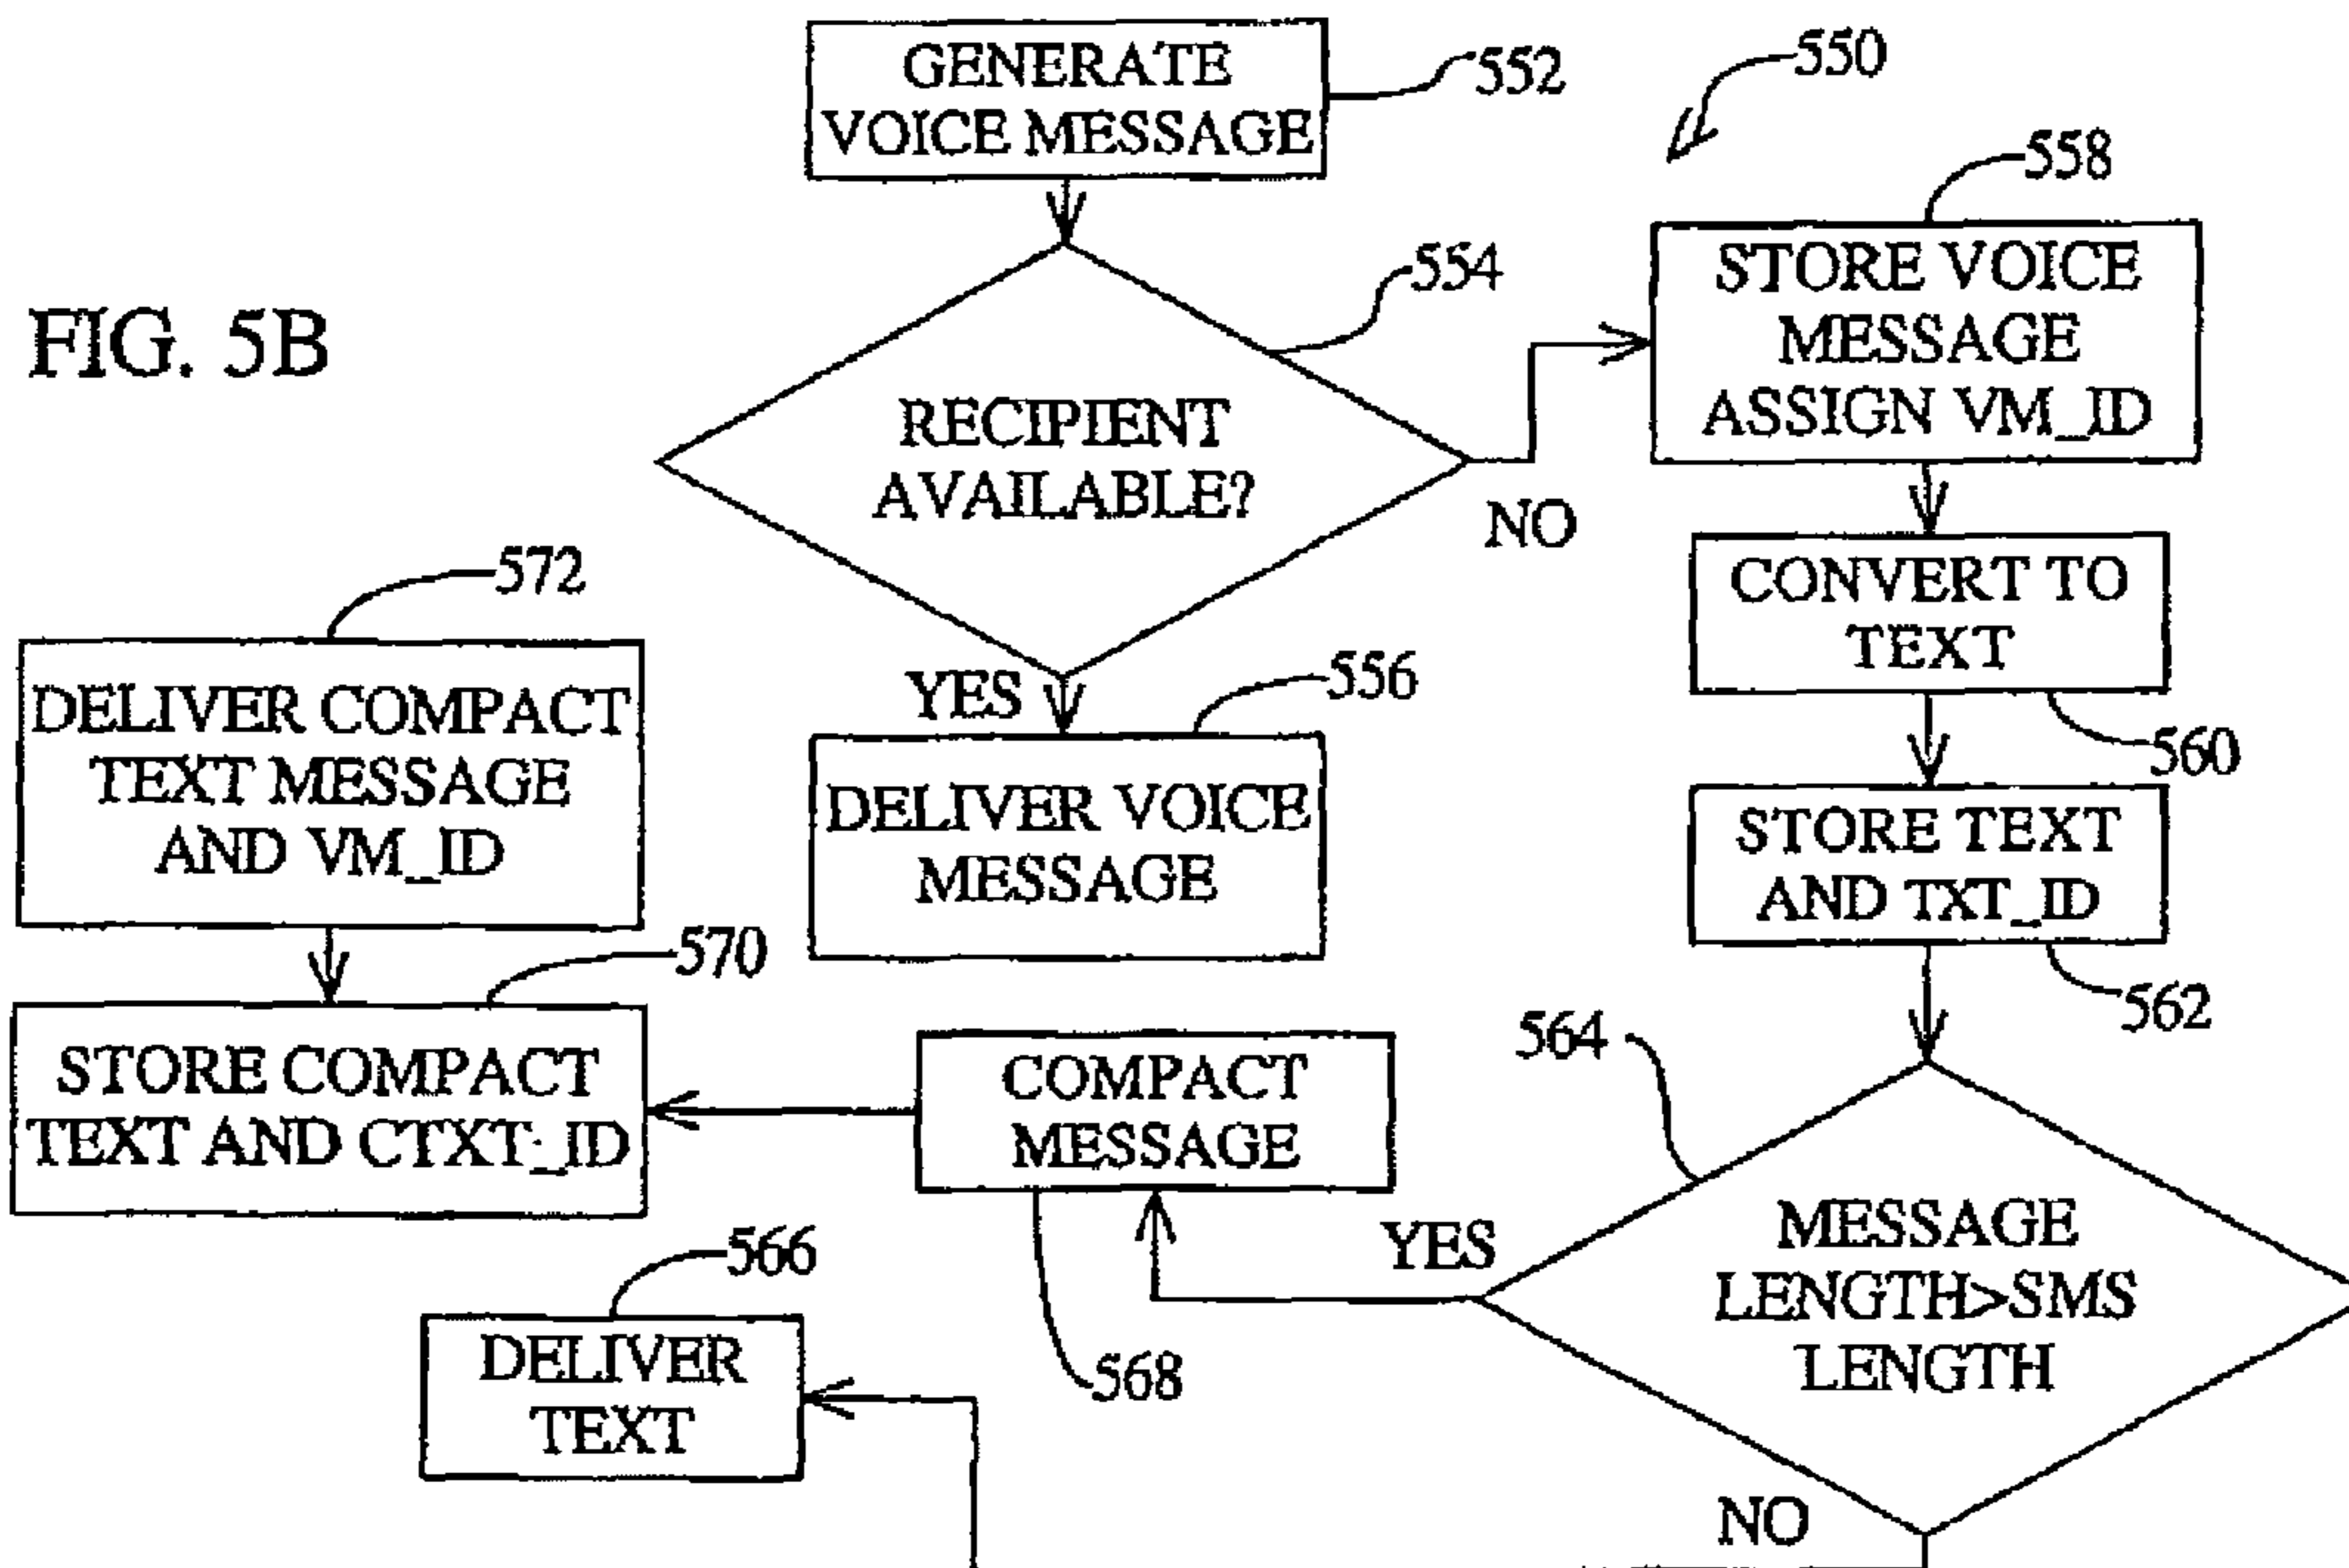 GENERATE
VOICE MESSAGE
552
550
558
554
STORE VOICE
MESSAGE
ASSIGN VM_ID
FIG. 5B
RECIPIENT
AVAILABLE?
NO
572
CONVERT TO
TEXT
560
YES
556
DELIVER COMPACT
TEXT MESSAGE
AND VM_ID
DELIVER VOICE
MESSAGE
STORE TEXT
AND TXT_ID
562
570
564
STORE COMPACT
TEXT AND CTXT_ID
COMPACT
MESSAGE
568
YES
MESSAGE
LENGTH>SMS
LENGTH
566
DELIVER
TEXT
NO